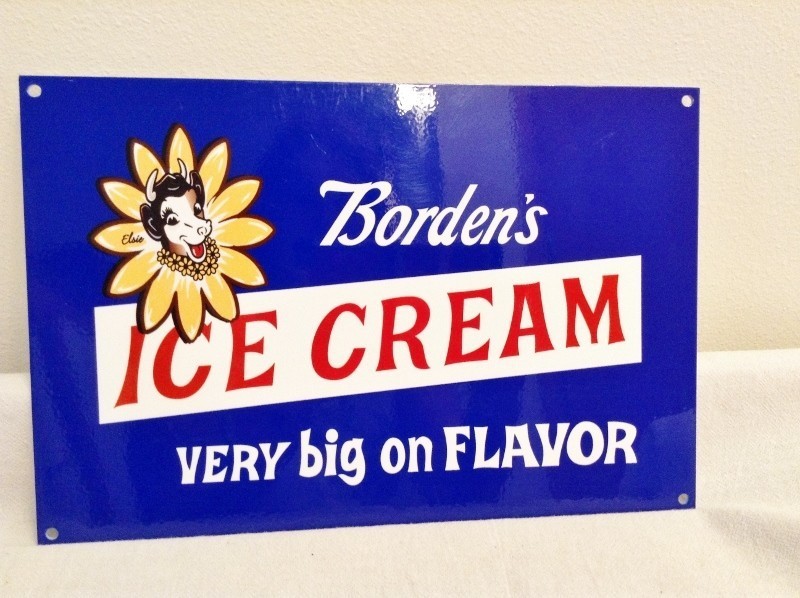 Elsie
Borden's
ICE CREAM
VERY big on FLAVOR